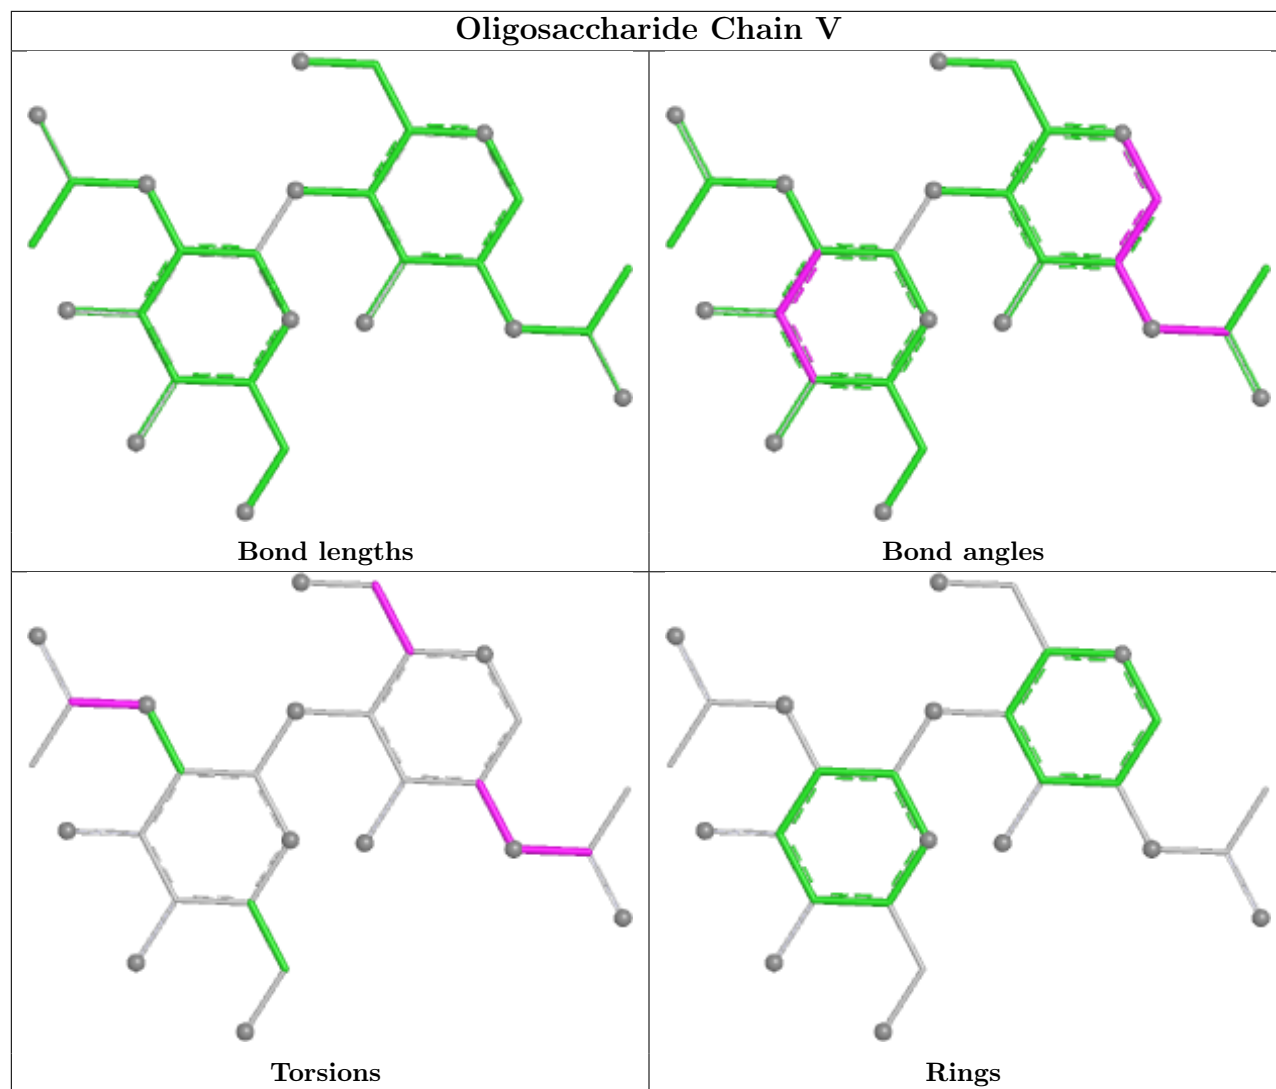 Oligosaccharide Chain V
Bond lengths
Bond angles
Torsions
Rings